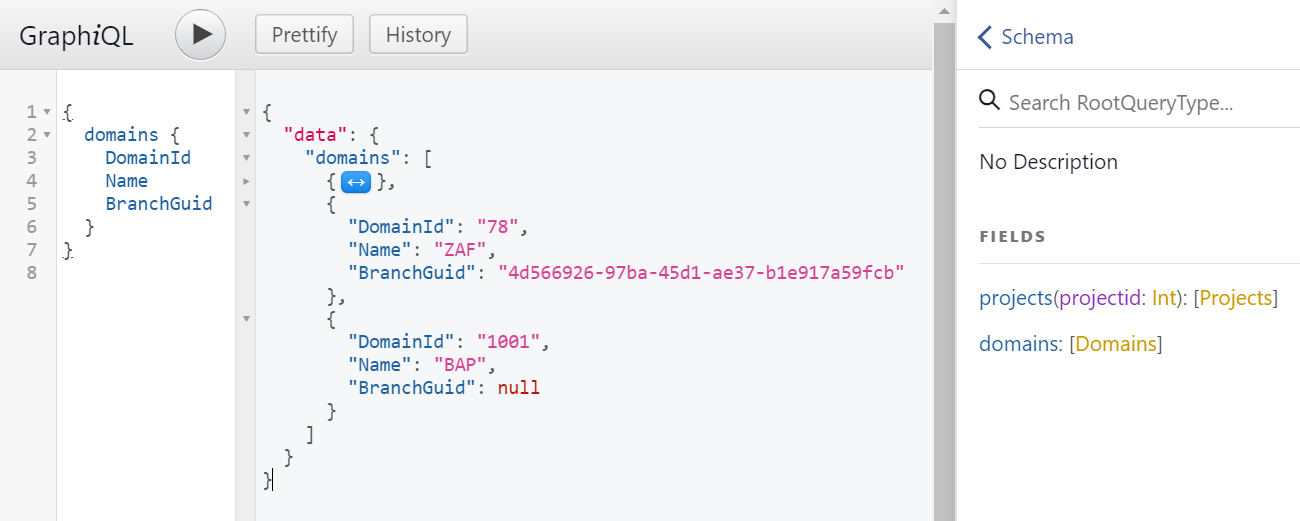 GraphiQL
Prettify
History
1 {
2 domains {
3 DomainId
4 Name
5 BranchGuid
6 }
7 }
8
{
"data": {
"domains": [
{ ↔ },
{
"DomainId": "78",
"Name": "ZAF",
"BranchGuid": "4d566926-97ba-45d1-ae37-b1e917a59fcb"
},
{
"DomainId": "1001",
"Name": "BAP",
"BranchGuid": null
}
]
}
}
Schema
Search RootQueryType...
No Description
FIELDS
projects(projectid: Int): [Projects]
domains: [Domains]